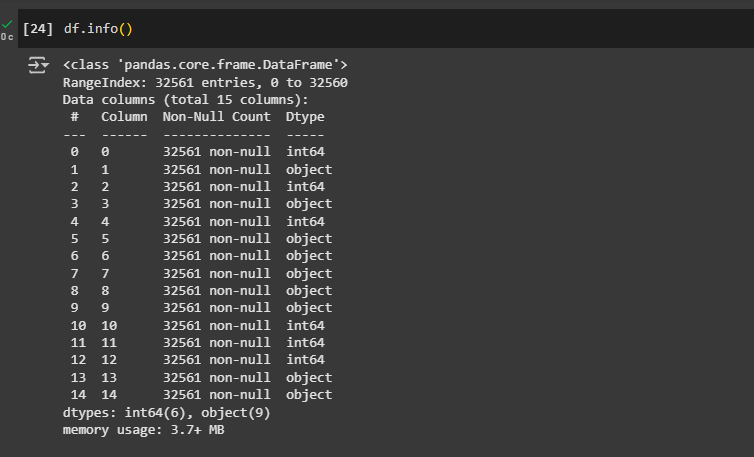 [24] df.info()
0с
<class 'pandas.core.frame.DataFrame'>
RangeIndex: 32561 entries, 0 to 32560
Data columns (total 15 columns):
 #   Column  Non-Null Count  Dtype
---  ------  --------------  -----
 0   0       32561 non-null  int64
 1   1       32561 non-null  object
 2   2       32561 non-null  int64
 3   3       32561 non-null  object
 4   4       32561 non-null  int64
 5   5       32561 non-null  object
 6   6       32561 non-null  object
 7   7       32561 non-null  object
 8   8       32561 non-null  object
 9   9       32561 non-null  object
 10  10      32561 non-null  int64
 11  11      32561 non-null  int64
 12  12      32561 non-null  int64
 13  13      32561 non-null  object
 14  14      32561 non-null  object
dtypes: int64(6), object(9)
memory usage: 3.7+ MB